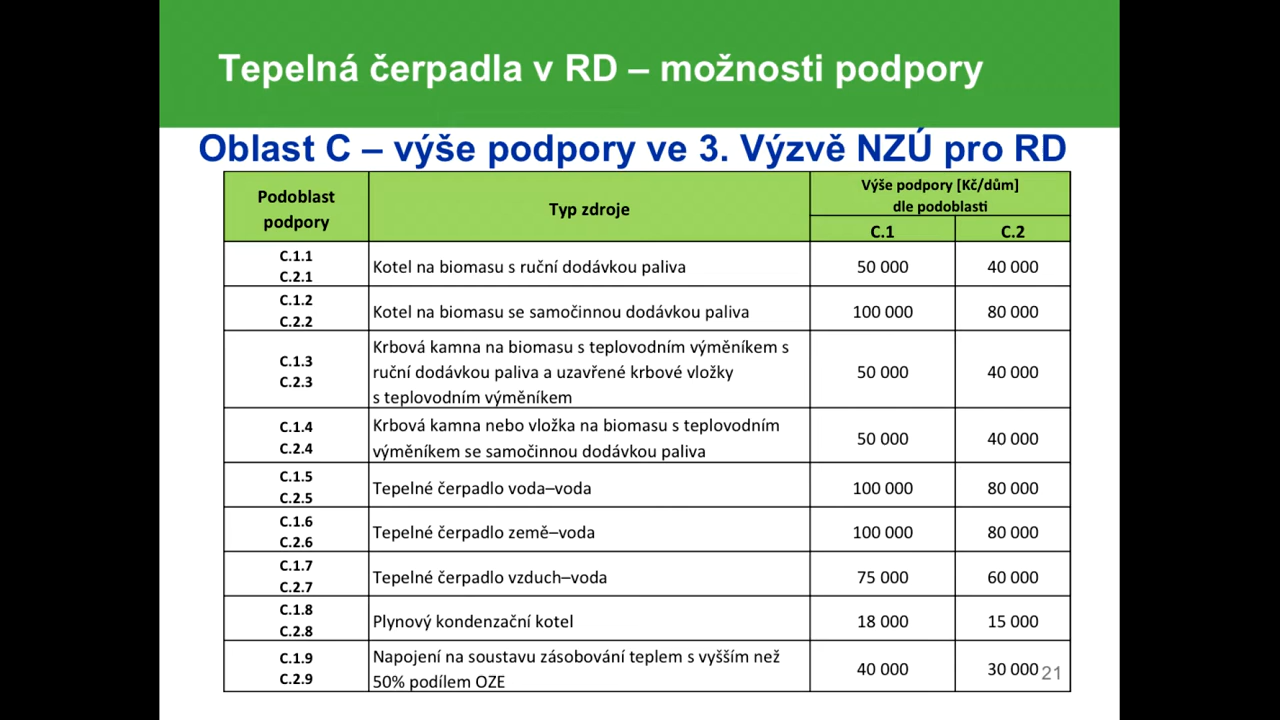 Tepelná čerpadla v RD – možnosti podpory
Oblast C – výše podpory ve 3. Výzvě NZÚ pro RD
Podoblast
podpory
Typ zdroje
Výše podpory [Kč/dům]
dle podoblasti
C.1
C.2
C.1.1
C.2.1
Kotel na biomasu s ruční dodávkou paliva
50 000
40 000
C.1.2
C.2.2
Kotel na biomasu se samočinnou dodávkou paliva
100 000
80 000
C.1.3
C.2.3
Krbová kamna na biomasu s teplovodním výměníkem s
ruční dodávkou paliva a uzavřené krbové vložky
s teplovodním výměníkem
50 000
40 000
C.1.4
C.2.4
Krbová kamna nebo vložka na biomasu s teplovodním
výměníkem se samočinnou dodávkou paliva
50 000
40 000
C.1.5
C.2.5
Tepelné čerpadlo voda–voda
100 000
80 000
C.1.6
C.2.6
Tepelné čerpadlo země–voda
100 000
80 000
C.1.7
C.2.7
Tepelné čerpadlo vzduch–voda
75 000
60 000
C.1.8
C.2.8
Plynový kondenzační kotel
18 000
15 000
C.1.9
C.2.9
Napojení na soustavu zásobování teplem s vyšším než
50% podílem OZE
40 000
30 000
21